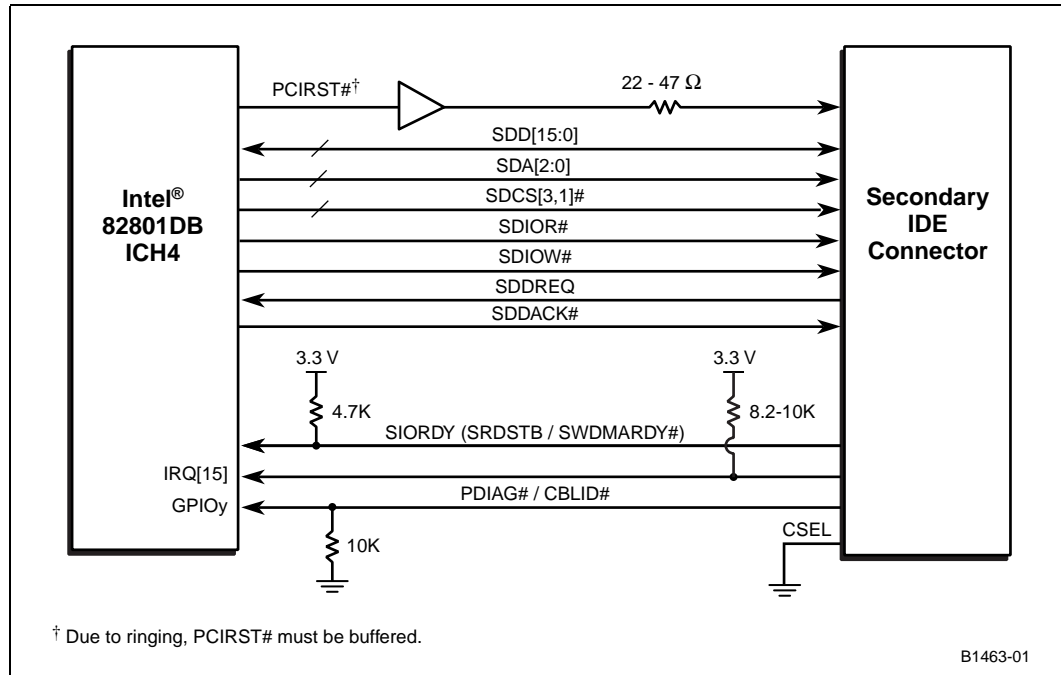 PCIRST#†
22 - 47 Ω
SDD[15:0]
SDA[2:0]
SDCS[3,1]#
SDIOR#
SDIOW#
SDDREQ
SDDACK#
Intel®
82801DB
ICH4
Secondary
IDE
Connector
3.3 V
3.3 V
4.7K
8.2-10K
SIORDY (SRDSTB / SWDMARDY#)
IRQ[15]
PDIAG# / CBLID#
GPIOy
10K
CSEL
† Due to ringing, PCIRST# must be buffered.
B1463-01